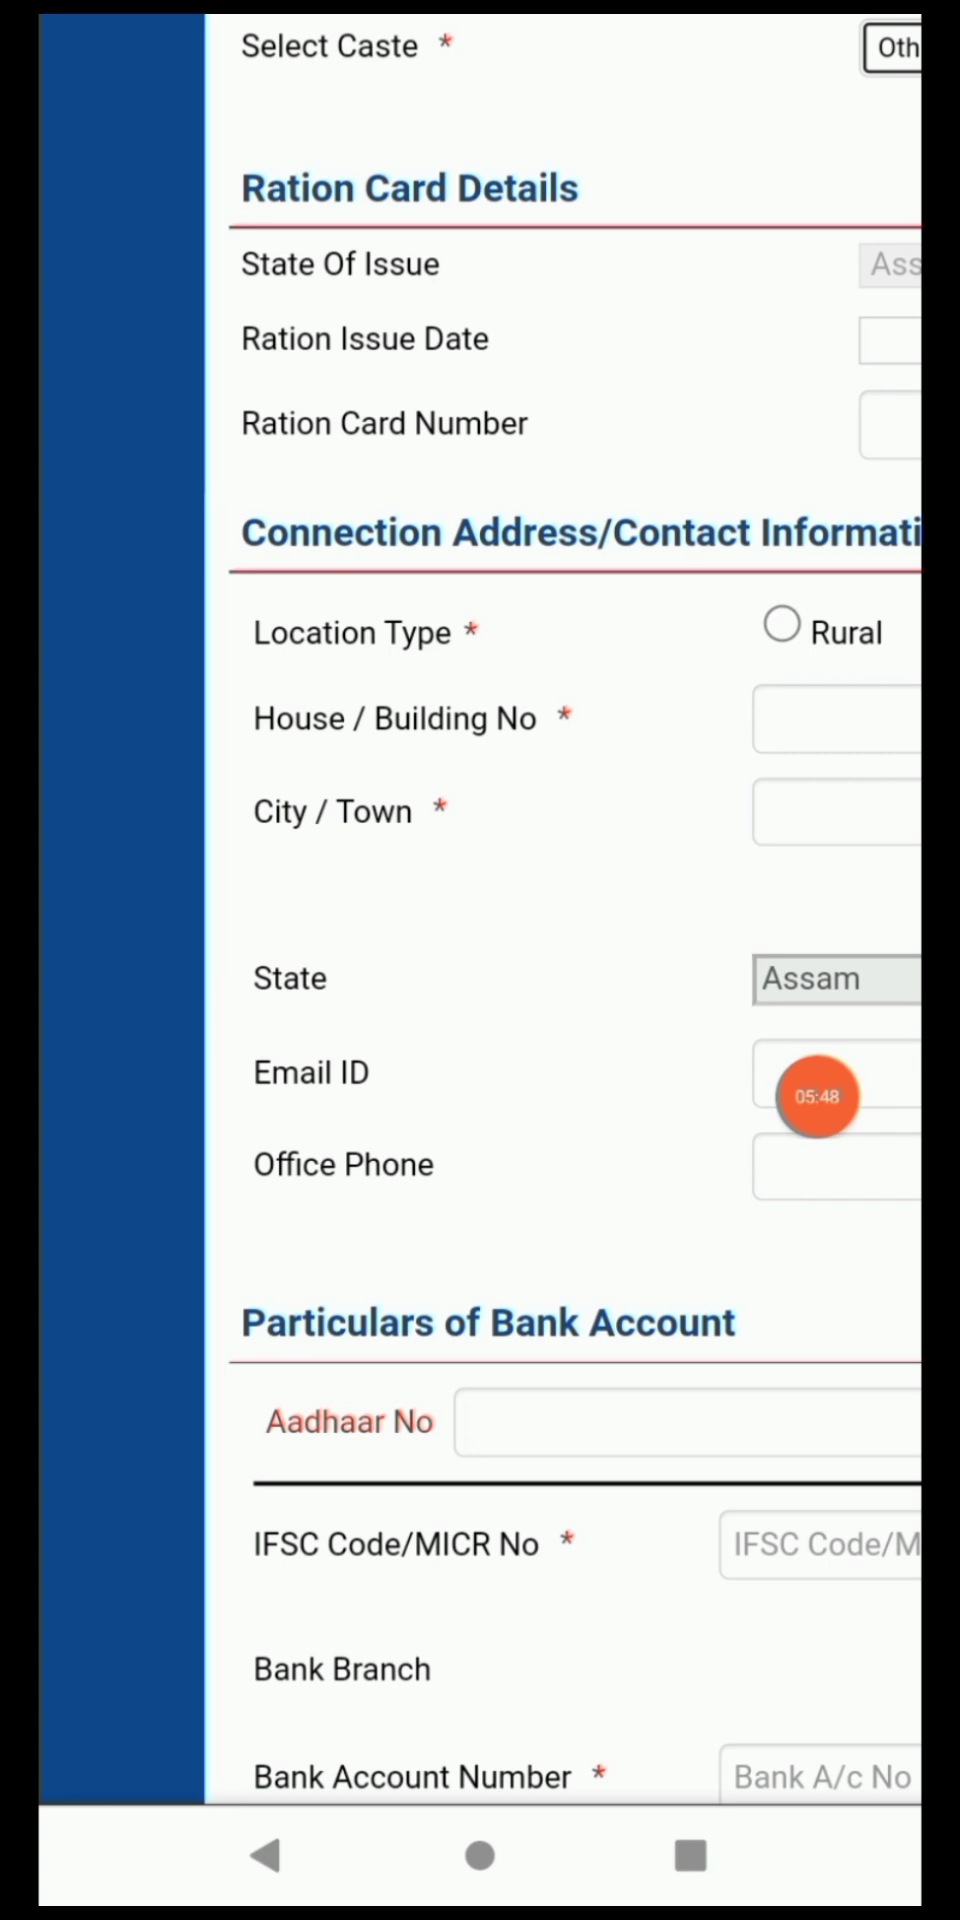 Select Caste * Oth
Ration Card Details
State Of Issue Ass
Ration Issue Date
Ration Card Number
Connection Address/Contact Informati
Location Type * Rural
House / Building No *
City / Town *
State Assam
Email ID
05:48
Office Phone
Particulars of Bank Account
Aadhaar No
IFSC Code/MICR No * IFSC Code/M
Bank Branch
Bank Account Number * Bank A/c No